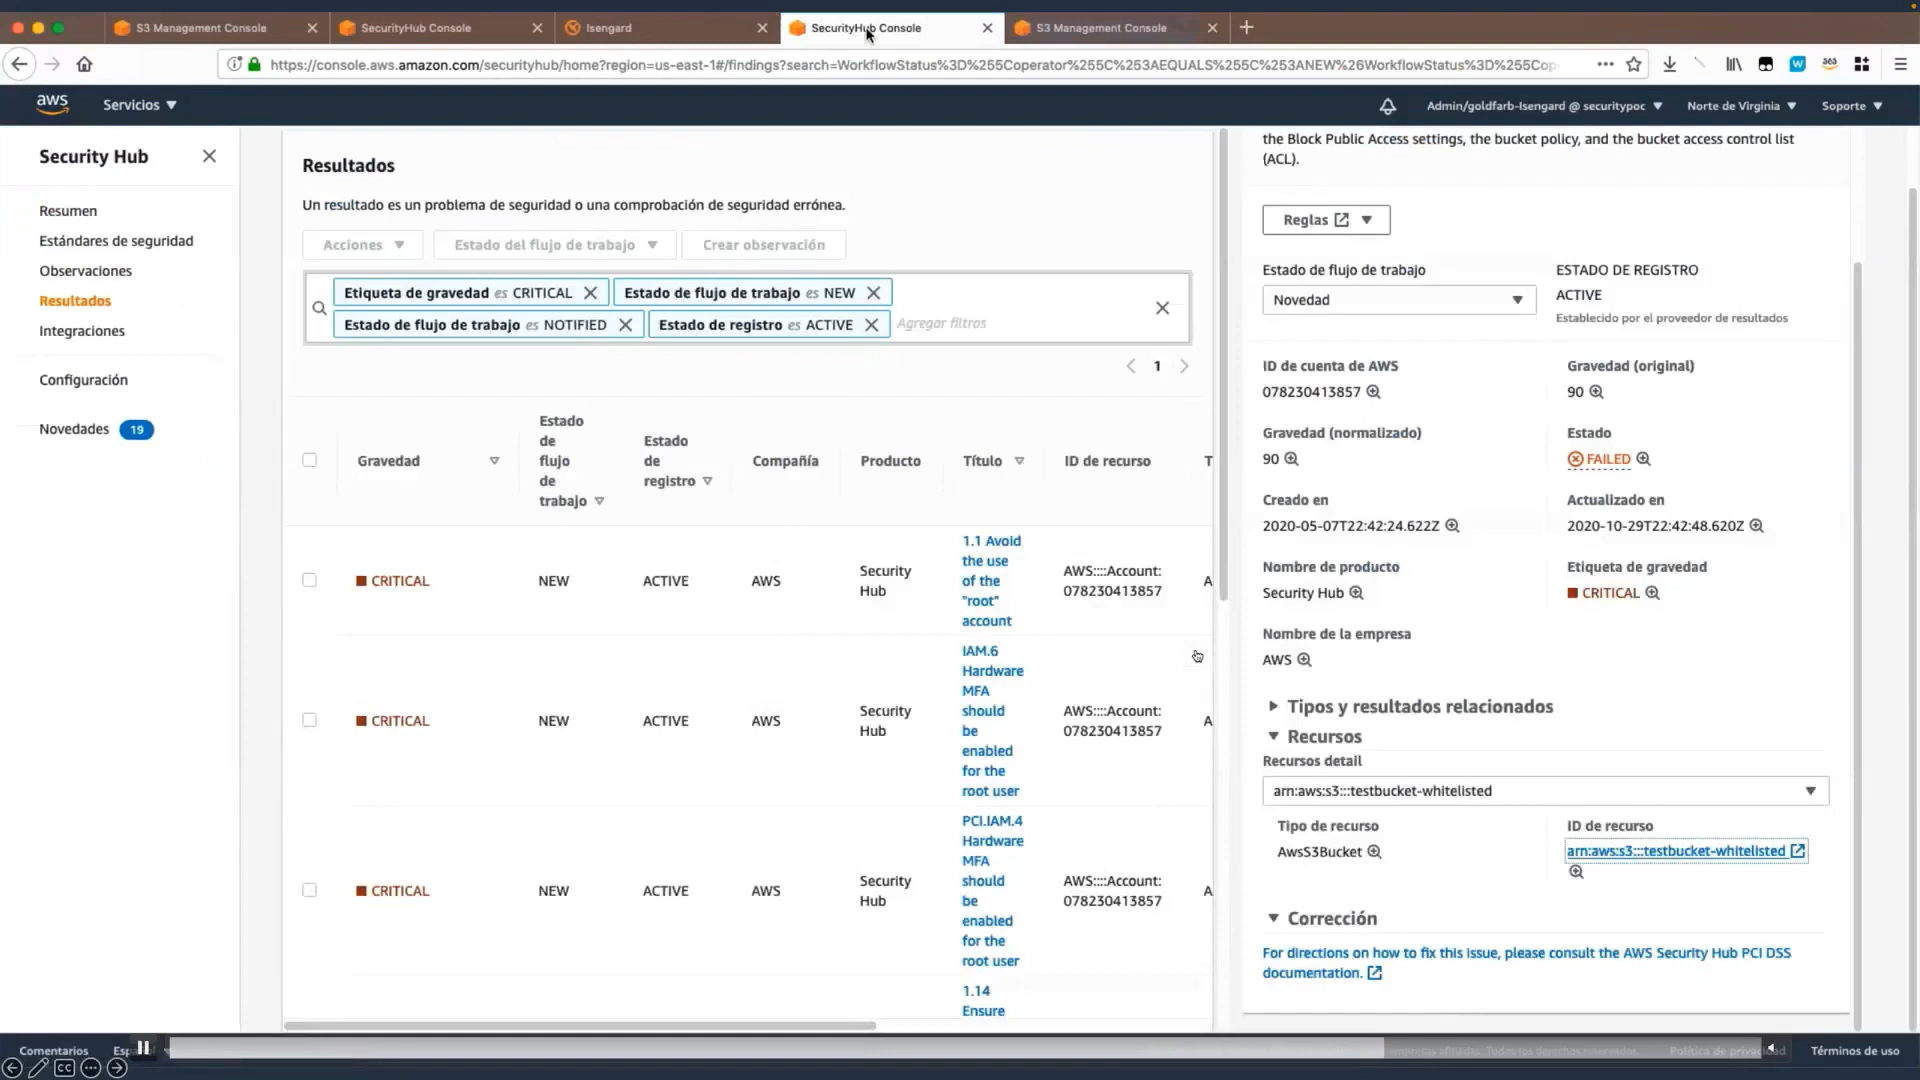 S3 Management Console
SecurityHub Console
Isengard
SecurityHub Console
S3 Management Console
https://console.aws.amazon.com/securityhub/home?region=us-east-1#/findings?search=WorkflowStatus%3D%255Coperator%255C%253AEQUALS%255C%253ANEW%26WorkflowStatus%3D%255Cop
aws
Servicios
Admin/goldfarb-Isengard @ securitypoc
Norte de Virginia
Soporte
Security Hub
Resumen
Estándares de seguridad
Observaciones
Resultados
Integraciones
Configuración
Novedades 19
Resultados
Un resultado es un problema de seguridad o una comprobación de seguridad errónea.
Acciones
Estado del flujo de trabajo
Crear observación
Etiqueta de gravedad es CRITICAL
Estado de flujo de trabajo es NEW
Estado de flujo de trabajo es NOTIFIED
Estado de registro es ACTIVE
Agregar filtros
1
Gravedad
Estado
de
flujo
de
trabajo
Estado
de
registro
Compañía
Producto
Título
ID de recurso
T
CRITICAL
NEW
ACTIVE
AWS
Security
Hub
1.1 Avoid
the use
of the
"root"
account
AWS::::Account:
078230413857
A
CRITICAL
NEW
ACTIVE
AWS
Security
Hub
IAM.6
Hardware
MFA
should
be
enabled
for the
root user
AWS::::Account:
078230413857
A
CRITICAL
NEW
ACTIVE
AWS
Security
Hub
PCI.IAM.4
Hardware
MFA
should
be
enabled
for the
root user
AWS::::Account:
078230413857
A
1.14
Ensure
the Block Public Access settings, the bucket policy, and the bucket access control list
(ACL).
Reglas
Estado de flujo de trabajo
Novedad
ESTADO DE REGISTRO
ACTIVE
Establecido por el proveedor de resultados
ID de cuenta de AWS
078230413857
Gravedad (original)
90
Gravedad (normalizado)
90
Estado
FAILED
Creado en
2020-05-07T22:42:24.622Z
Actualizado en
2020-10-29T22:42:48.620Z
Nombre de producto
Security Hub
Etiqueta de gravedad
CRITICAL
Nombre de la empresa
AWS
Tipos y resultados relacionados
Recursos
Recursos detail
arn:aws:s3:::testbucket-whitelisted
Tipo de recurso
AwsS3Bucket
ID de recurso
arn:aws:s3:::testbucket-whitelisted
Corrección
For directions on how to fix this issue, please consult the AWS Security Hub PCI DSS
documentation.
Comentarios
Términos de uso
CC